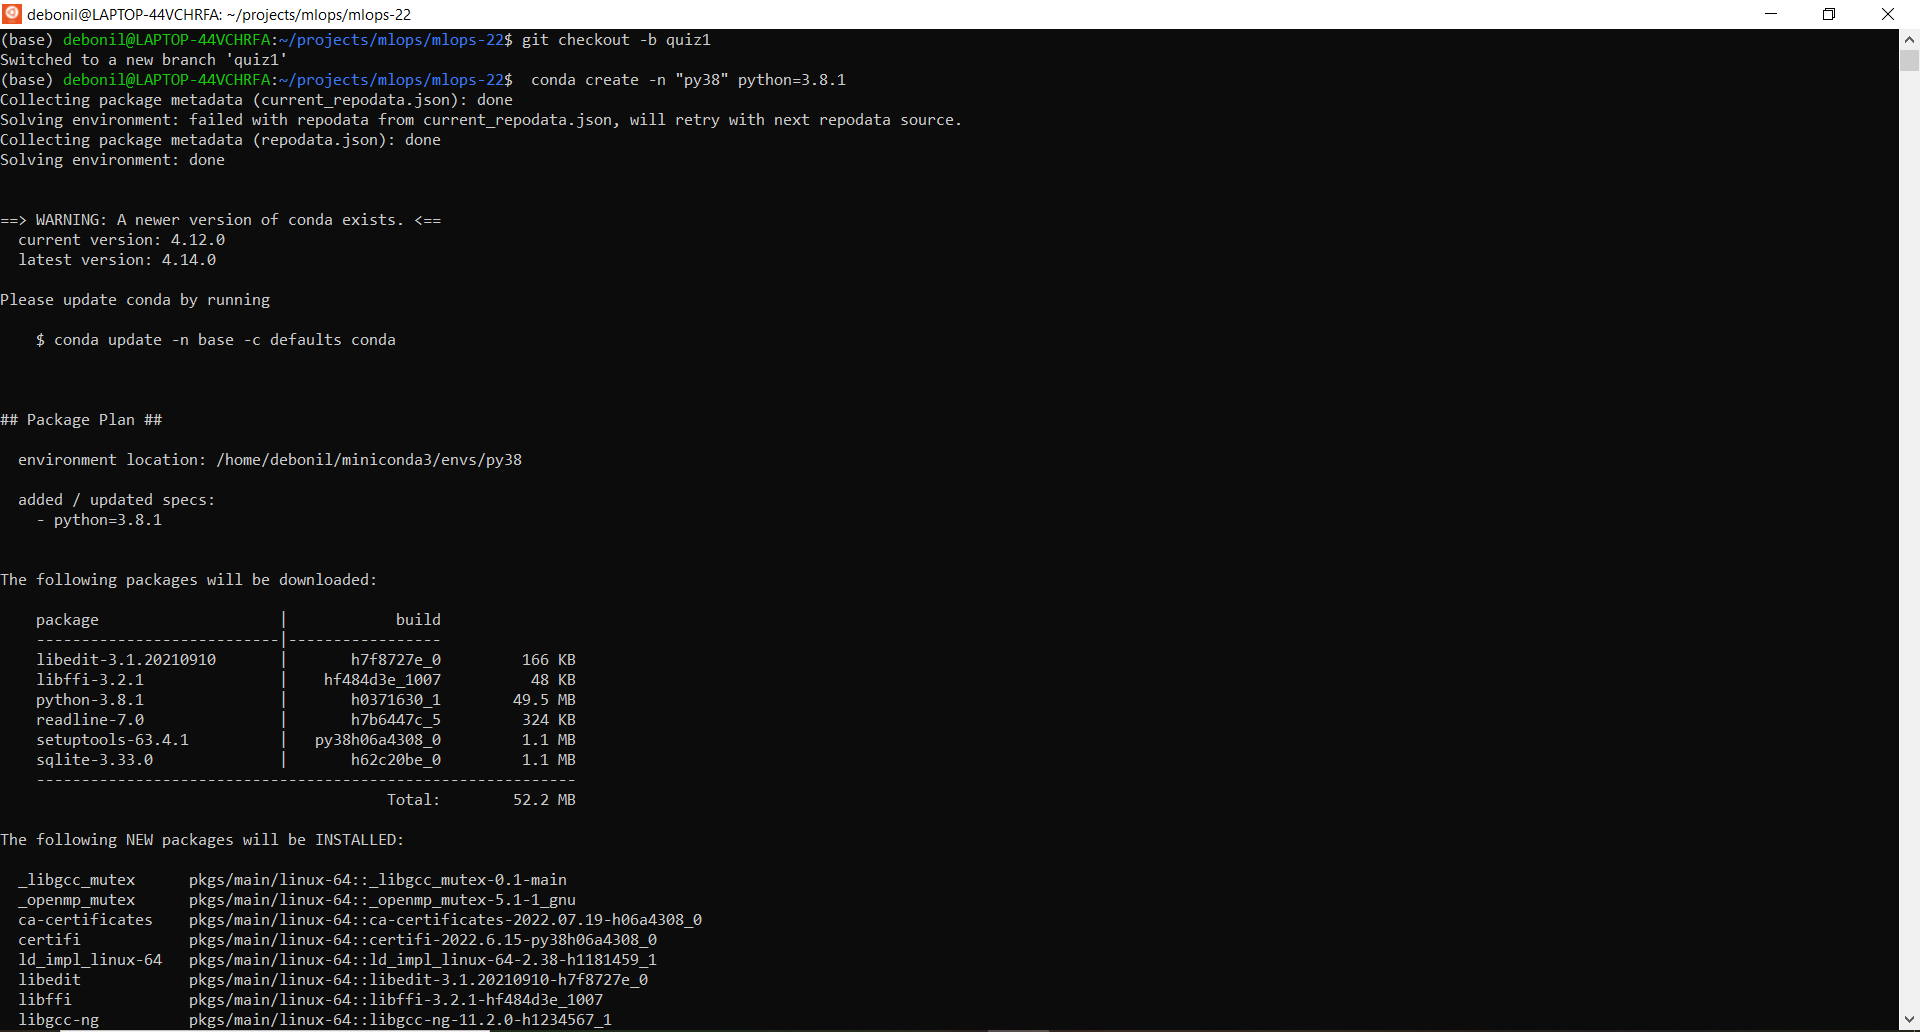 debonil@LAPTOP-44VCHRFA: ~/projects/mlops/mlops-22
(base) debonil@LAPTOP-44VCHRFA:~/projects/mlops/mlops-22$ git checkout -b quiz1
Switched to a new branch 'quiz1'
(base) debonil@LAPTOP-44VCHRFA:~/projects/mlops/mlops-22$  conda create -n "py38" python=3.8.1
Collecting package metadata (current_repodata.json): done
Solving environment: failed with repodata from current_repodata.json, will retry with next repodata source.
Collecting package metadata (repodata.json): done
Solving environment: done
==> WARNING: A newer version of conda exists. <==
  current version: 4.12.0
  latest version: 4.14.0
Please update conda by running
    $ conda update -n base -c defaults conda
## Package Plan ##
  environment location: /home/debonil/miniconda3/envs/py38
  added / updated specs:
    - python=3.8.1
The following packages will be downloaded:
    package                    |            build
    ---------------------------|-----------------
    libedit-3.1.20210910       |       h7f8727e_0         166 KB
    libffi-3.2.1               |    hf484d3e_1007          48 KB
    python-3.8.1               |       h0371630_1        49.5 MB
    readline-7.0               |       h7b6447c_5         324 KB
    setuptools-63.4.1          |   py38h06a4308_0         1.1 MB
    sqlite-3.33.0              |       h62c20be_0         1.1 MB
    ------------------------------------------------------------
                                           Total:        52.2 MB
The following NEW packages will be INSTALLED:
  _libgcc_mutex      pkgs/main/linux-64::_libgcc_mutex-0.1-main
  _openmp_mutex      pkgs/main/linux-64::_openmp_mutex-5.1-1_gnu
  ca-certificates    pkgs/main/linux-64::ca-certificates-2022.07.19-h06a4308_0
  certifi            pkgs/main/linux-64::certifi-2022.6.15-py38h06a4308_0
  ld_impl_linux-64   pkgs/main/linux-64::ld_impl_linux-64-2.38-h1181459_1
  libedit            pkgs/main/linux-64::libedit-3.1.20210910-h7f8727e_0
  libffi             pkgs/main/linux-64::libffi-3.2.1-hf484d3e_1007
  libgcc-ng          pkgs/main/linux-64::libgcc-ng-11.2.0-h1234567_1